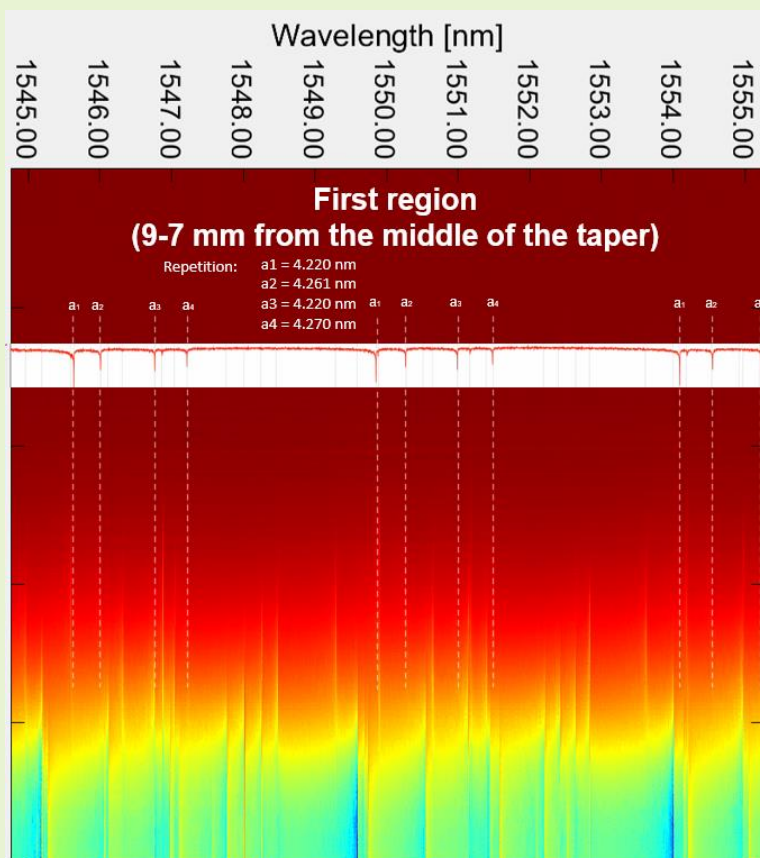 Wavelength [nm]
1545.00
1546.00
1547.00
1548.00
1549.00
1550.00
1551.00
1552.00
1553.00
1554.00
1555.00
First region
(9-7 mm from the middle of the taper)
Repetition: a1 = 4.220 nm
a2 = 4.261 nm
a3 = 4.220 nm
a4 = 4.270 nm
a₁ a₂ a₃ a₄ a₁ a₂ a₃ a₄ a₁ a₂